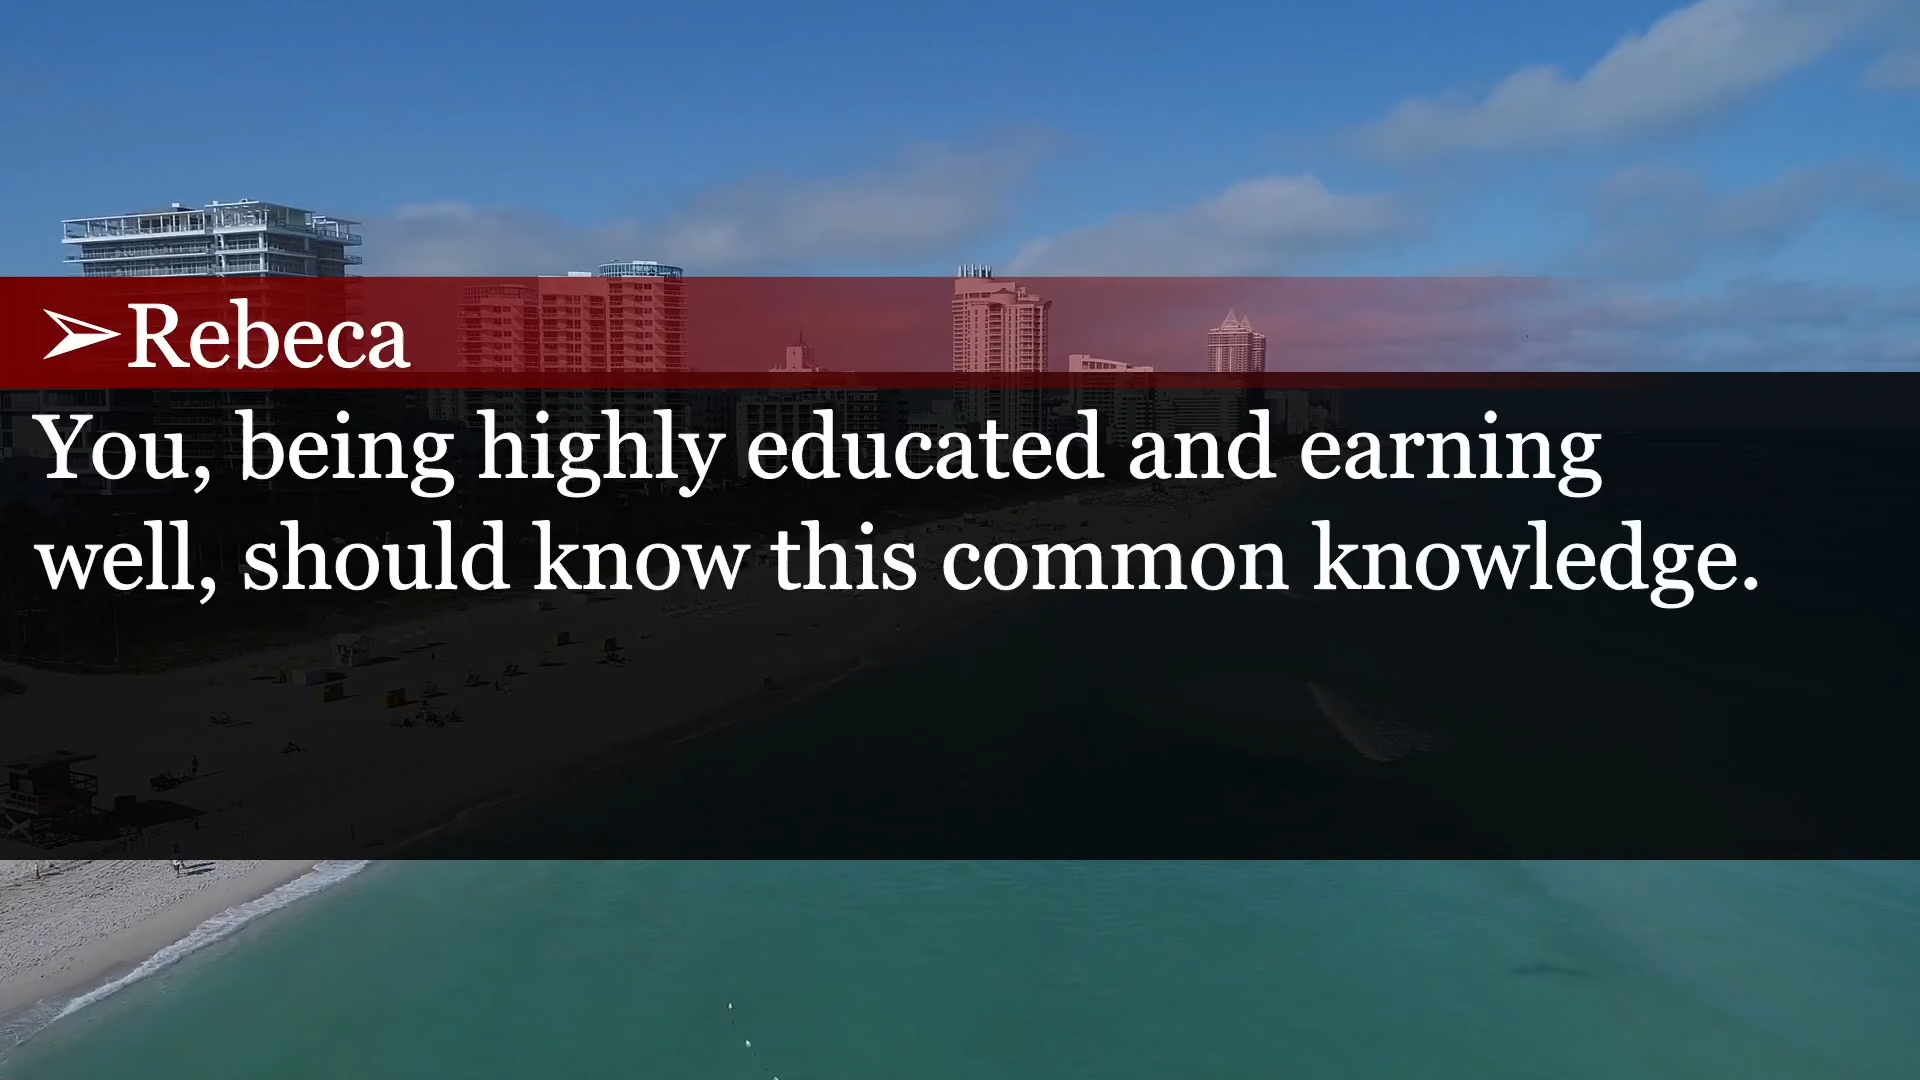 ➢Rebeca
You, being highly educated and earning
well, should know this common knowledge.